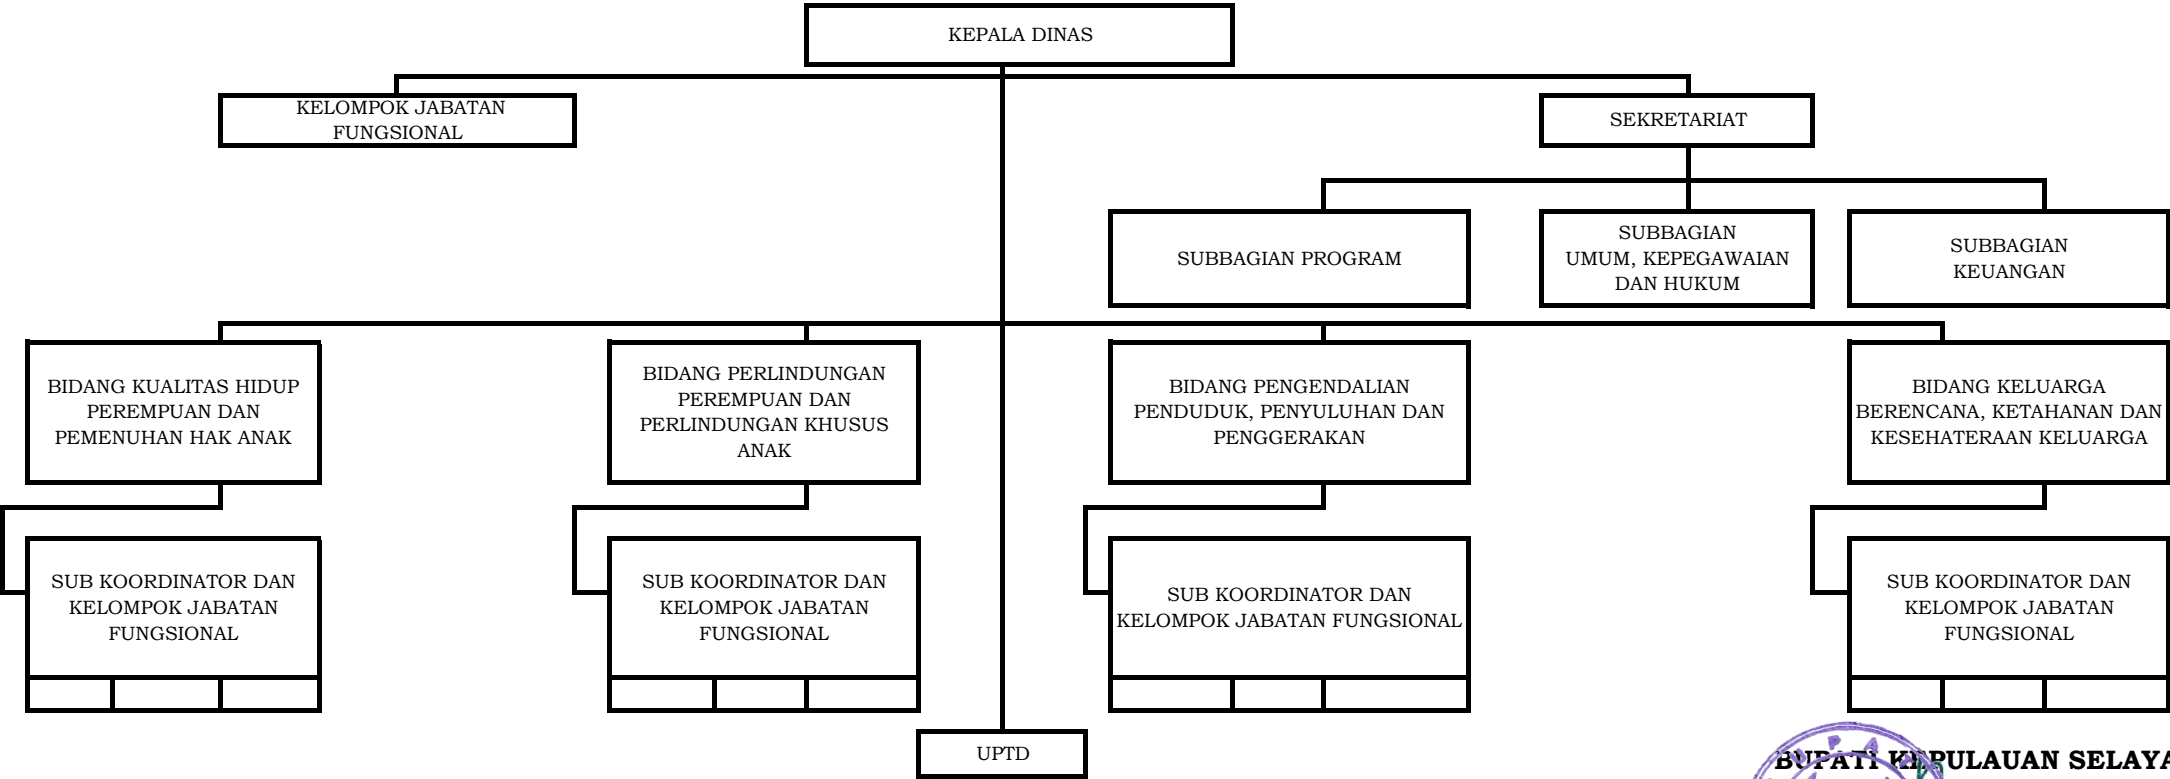 KEPALA DINAS
KELOMPOK JABATAN
FUNGSIONAL
SEKRETARIAT
SUBBAGIAN PROGRAM
SUBBAGIAN
UMUM, KEPEGAWAIAN
DAN HUKUM
SUBBAGIAN
KEUANGAN
BIDANG KUALITAS HIDUP
PEREMPUAN DAN
PEMENUHAN HAK ANAK
BIDANG PERLINDUNGAN
PEREMPUAN DAN
PERLINDUNGAN KHUSUS
ANAK
BIDANG PENGENDALIAN
PENDUDUK, PENYULUHAN DAN
PENGGERAKAN
BIDANG KELUARGA
BERENCANA, KETAHANAN DAN
KESEHATERAAN KELUARGA
SUB KOORDINATOR DAN
KELOMPOK JABATAN
FUNGSIONAL
SUB KOORDINATOR DAN
KELOMPOK JABATAN
FUNGSIONAL
SUB KOORDINATOR DAN
KELOMPOK JABATAN FUNGSIONAL
SUB KOORDINATOR DAN
KELOMPOK JABATAN
FUNGSIONAL
UPTD
BUPATI KEPULAUAN SELAYA